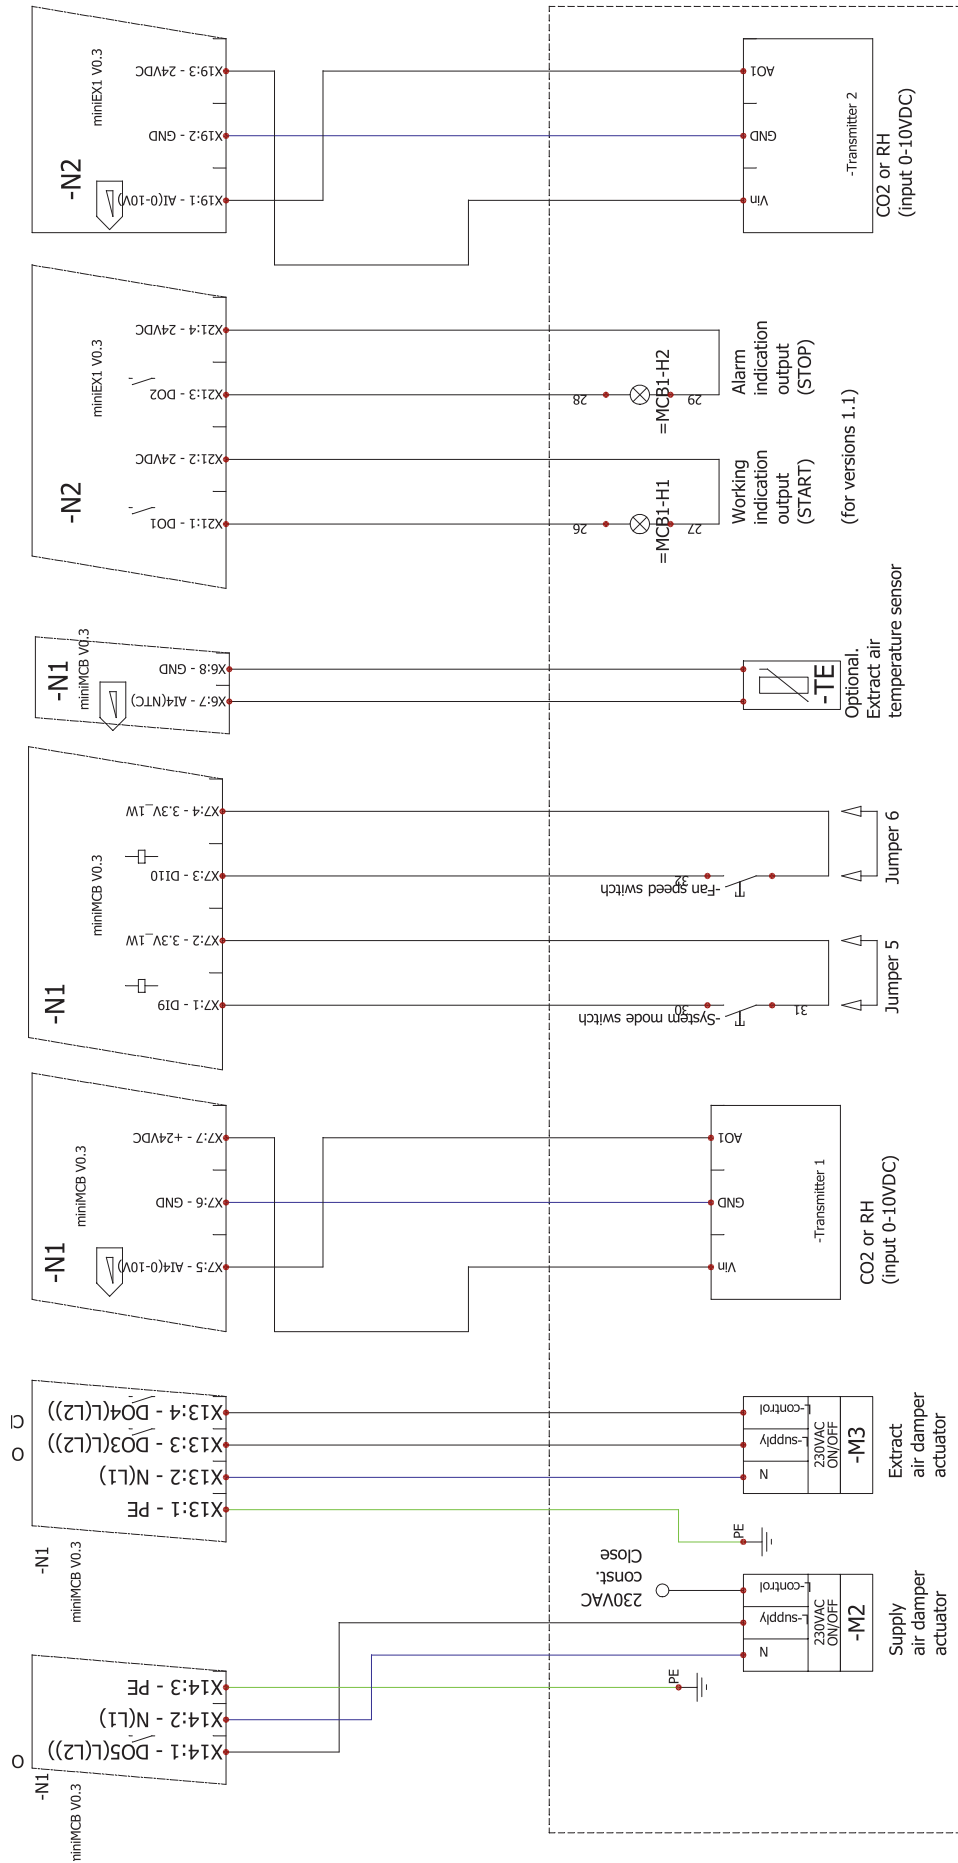 -N2
miniEX1 V0.3
X19:3 - 24VDC
X19:2 - GND
X19:1 - AI(0-10V)
AO1
GND
Vin
-Transmitter 2
CO2 or RH
(input 0-10VDC)
-N2
miniEX1 V0.3
X21:4 - 24VDC
X21:3 - DO2
X21:2 - 24VDC
X21:1 - DO1
28
29
=MCB1-H2
26
27
=MCB1-H1
Alarm
indication
output
(STOP)
Working
indication
output
(START)
(for versions 1.1)
-N1
miniMCB V0.3
X6:8 - GND
X6:7 - AI4(NTC)
-TE
Optional.
Extract air
temperature sensor
-N1
miniMCB V0.3
X7:4 - 3.3V_1W
X7:3 - DI10
X7:2 - 3.3V_1W
X7:1 - DI9
32
-Fan speed switch
30
31
-System mode switch
Jumper 6
Jumper 5
-N1
miniMCB V0.3
X7:7 - +24VDC
X7:6 - GND
X7:5 - AI4(0-10V)
AO1
GND
Vin
-Transmitter 1
CO2 or RH
(input 0-10VDC)
C
O
-N1
miniMCB V0.3
X13:4 - DO4(L(L2))
X13:3 - DO3(L(L2))
X13:2 - N(L1)
X13:1 - PE
L-control
L-supply
N
230VAC
ON/OFF
-M3
PE
Extract
air damper
actuator
O
-N1
miniMCB V0.3
X14:3 - PE
X14:2 - N(L1)
X14:1 - DO5(L(L2))
230VAC
const.
Close
L-control
L-supply
N
230VAC
ON/OFF
-M2
PE
Supply
air damper
actuator